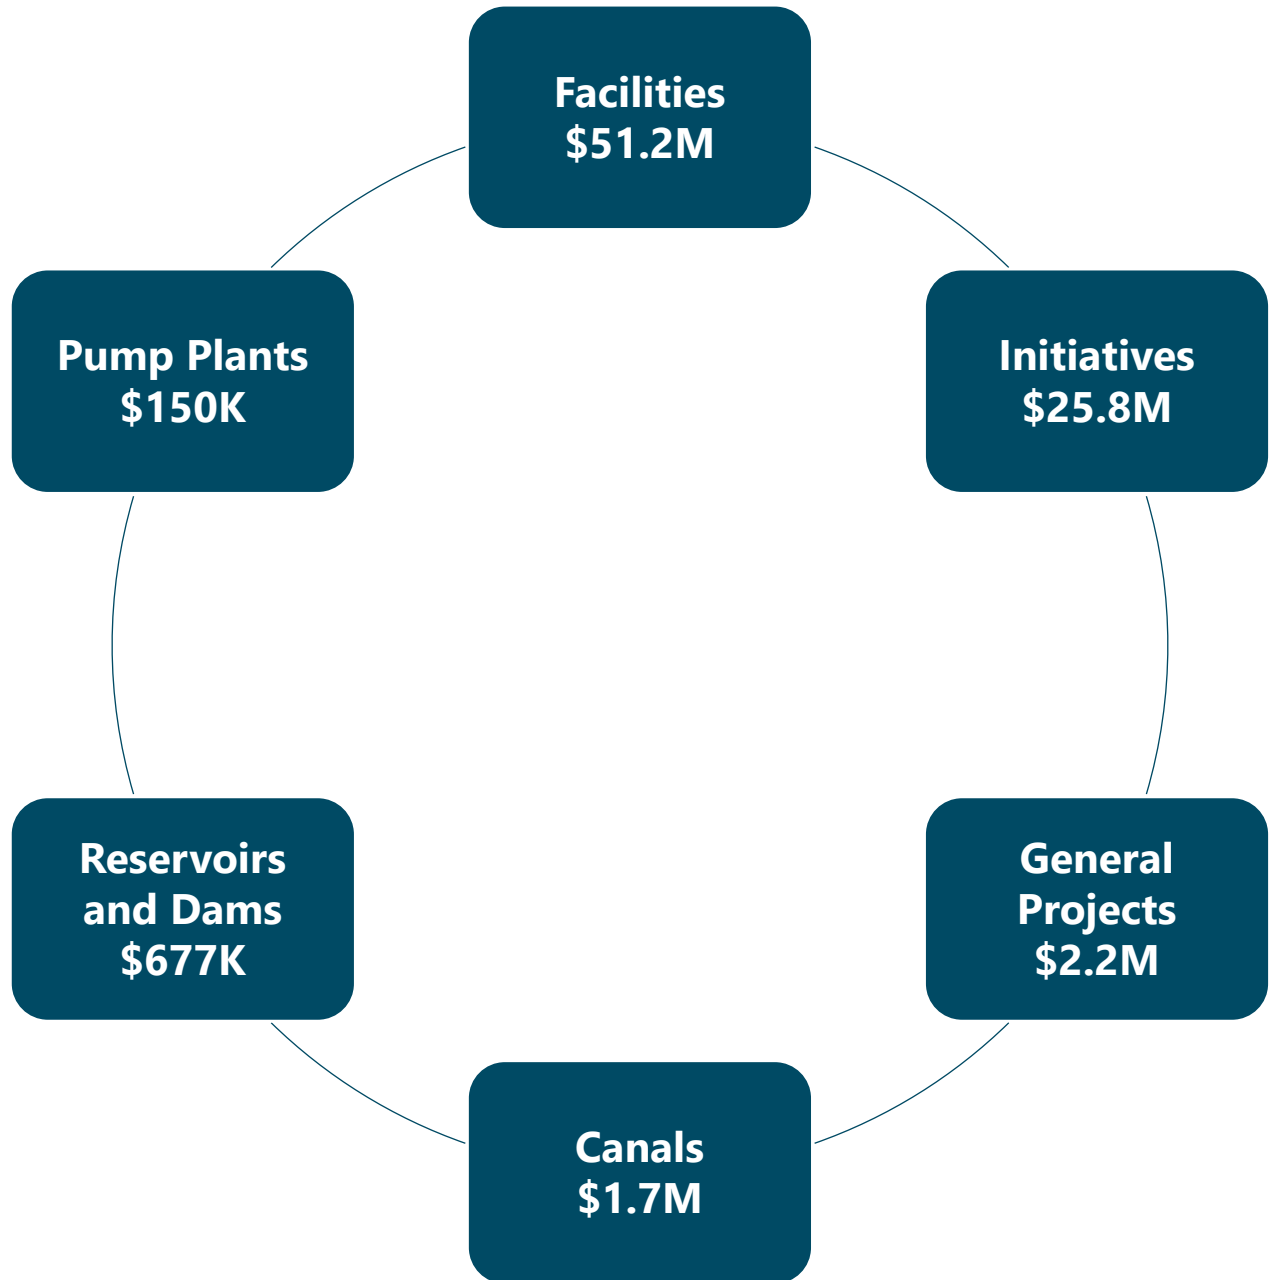 Facilities
$51.2M
Initiatives
$25.8M
General
Projects
$2.2M
Canals
$1.7M
Reservoirs
and Dams
$677K
Pump Plants
$150K